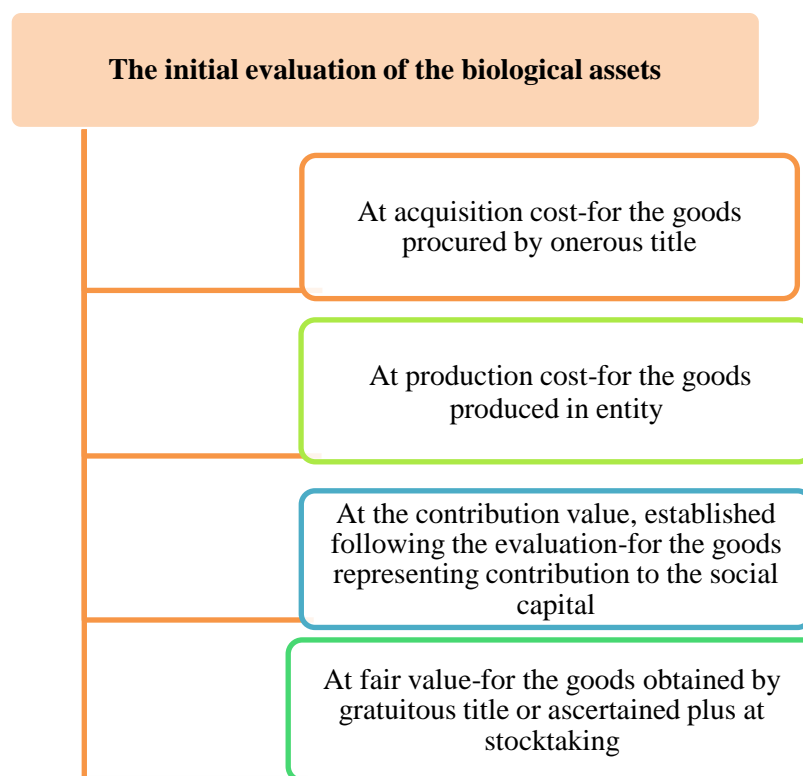 The initial evaluation of the biological assets
At acquisition cost-for the goods
procured by onerous title
At production cost-for the goods
produced in entity
At the contribution value, established
following the evaluation-for the goods
representing contribution to the social
capital
At fair value-for the goods obtained by
gratuitous title or ascertained plus at
stocktaking